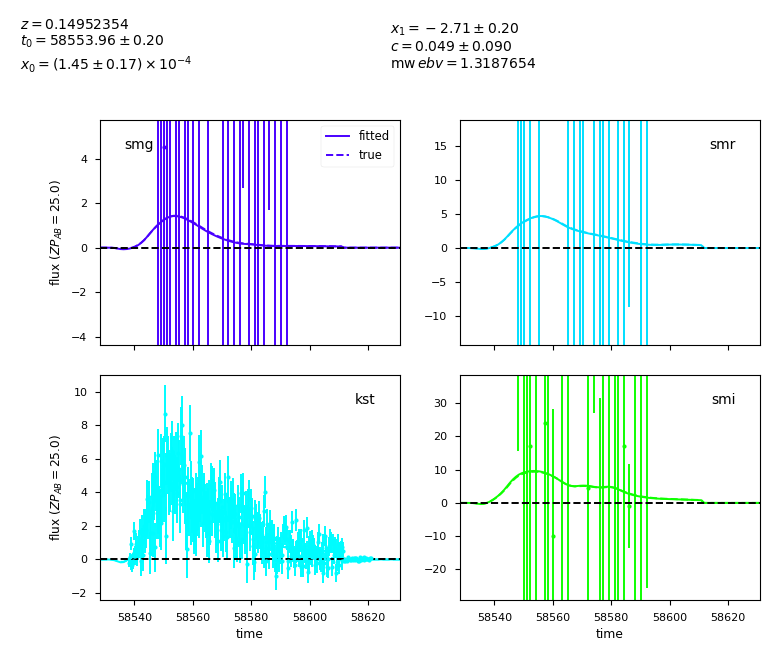 z = 0.14952354
t₀ = 58553.96 ± 0.20
x₀ = (1.45 ± 0.17) × 10⁻⁴
x₁ = −2.71 ± 0.20
c = 0.049 ± 0.090
mw ebv = 1.3187654
smg
fitted
true
flux (ZP_AB = 25.0)
4
2
0
−2
−4
smr
15
10
5
0
−5
−10
kst
flux (ZP_AB = 25.0)
10
8
6
4
2
0
−2
58540 58560 58580 58600 58620
time
smi
30
20
10
0
−10
−20
58540 58560 58580 58600 58620
time